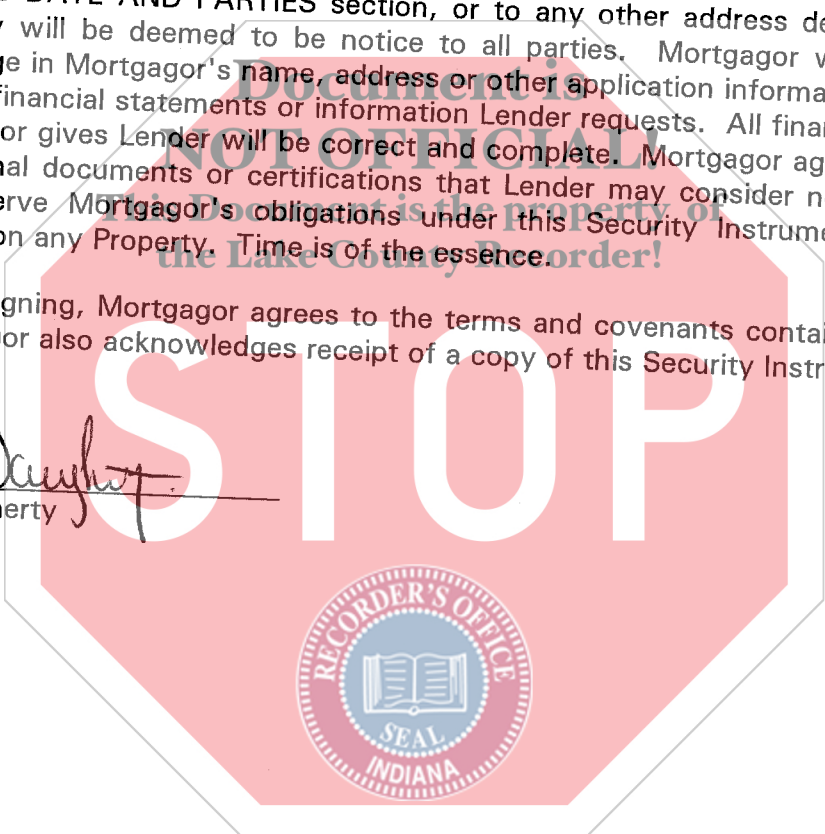 DATE AND PARTIES section, or to any other address de
will be deemed to be notice to all parties. Mortgagor w
ge in Mortgagor's name, address or other application informa
financial statements or information Lender requests. All finan
or gives Lender will be correct and complete. Mortgagor ag
nal documents or certifications that Lender may consider n
erve Mortgagor's obligations under this Security Instrume
on any Property. Time is of the essence.
Document is
NOT OFFICIAL!
This Document is the property of
the Lake County Recorder!
gning, Mortgagor agrees to the terms and covenants contai
or also acknowledges receipt of a copy of this Security Instr
STOP
erty
RECORDER'S OFFICE
SEAL
INDIANA